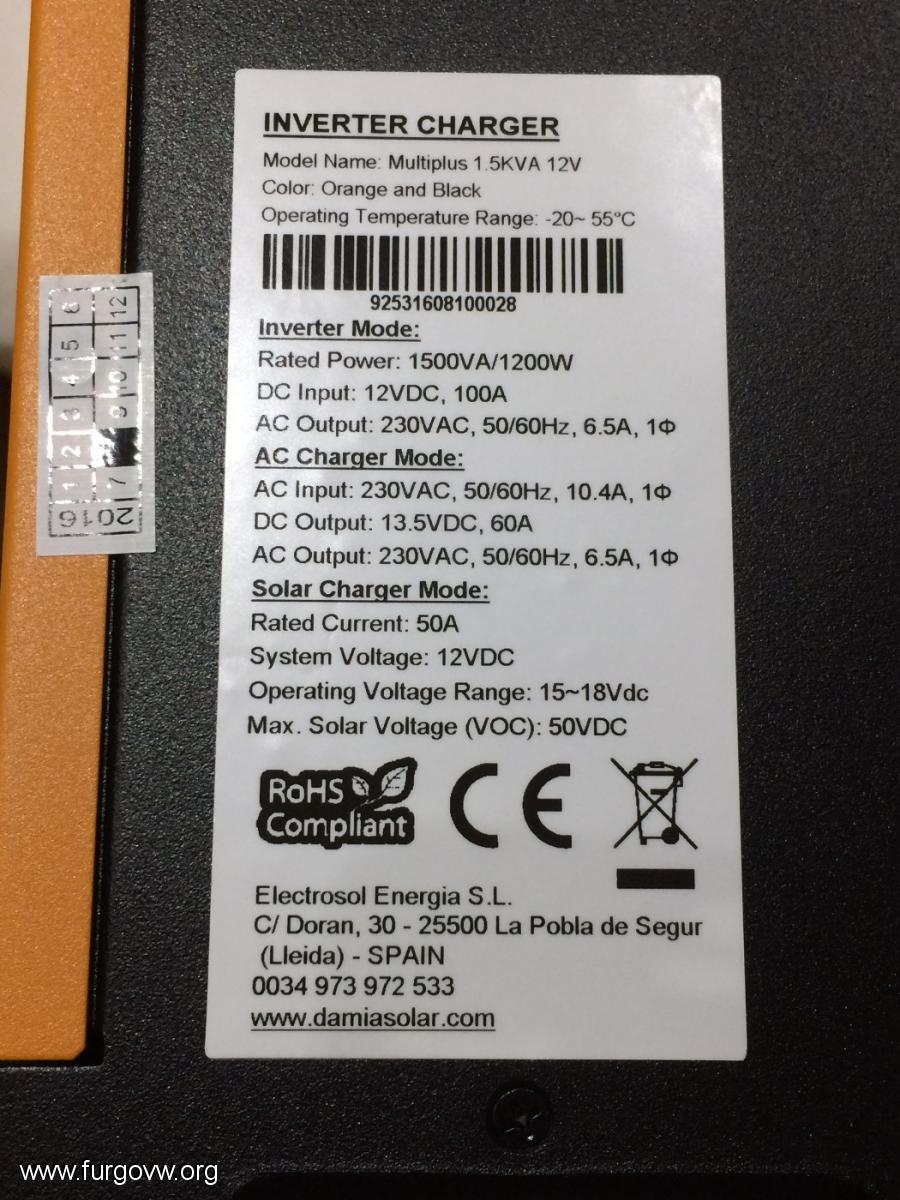 INVERTER CHARGER
Model Name: Multiplus 1.5KVA 12V
Color: Orange and Black
Operating Temperature Range: -20~ 55°C
92531608100028
Inverter Mode:
Rated Power: 1500VA/1200W
DC Input: 12VDC, 100A
AC Output: 230VAC, 50/60Hz, 6.5A, 1Φ
AC Charger Mode:
AC Input: 230VAC, 50/60Hz, 10.4A, 1Φ
DC Output: 13.5VDC, 60A
AC Output: 230VAC, 50/60Hz, 6.5A, 1Φ
Solar Charger Mode:
Rated Current: 50A
System Voltage: 12VDC
Operating Voltage Range: 15~18Vdc
Max. Solar Voltage (VOC): 50VDC
RoHS
Compliant
CE
Electrosol Energia S.L.
C/ Doran, 30 - 25500 La Pobla de Segur
(Lleida) - SPAIN
0034 973 972 533
www.damiasolar.com
2016
1 2 3 4 5 6
7 9 10 11 12
www.furgovw.org